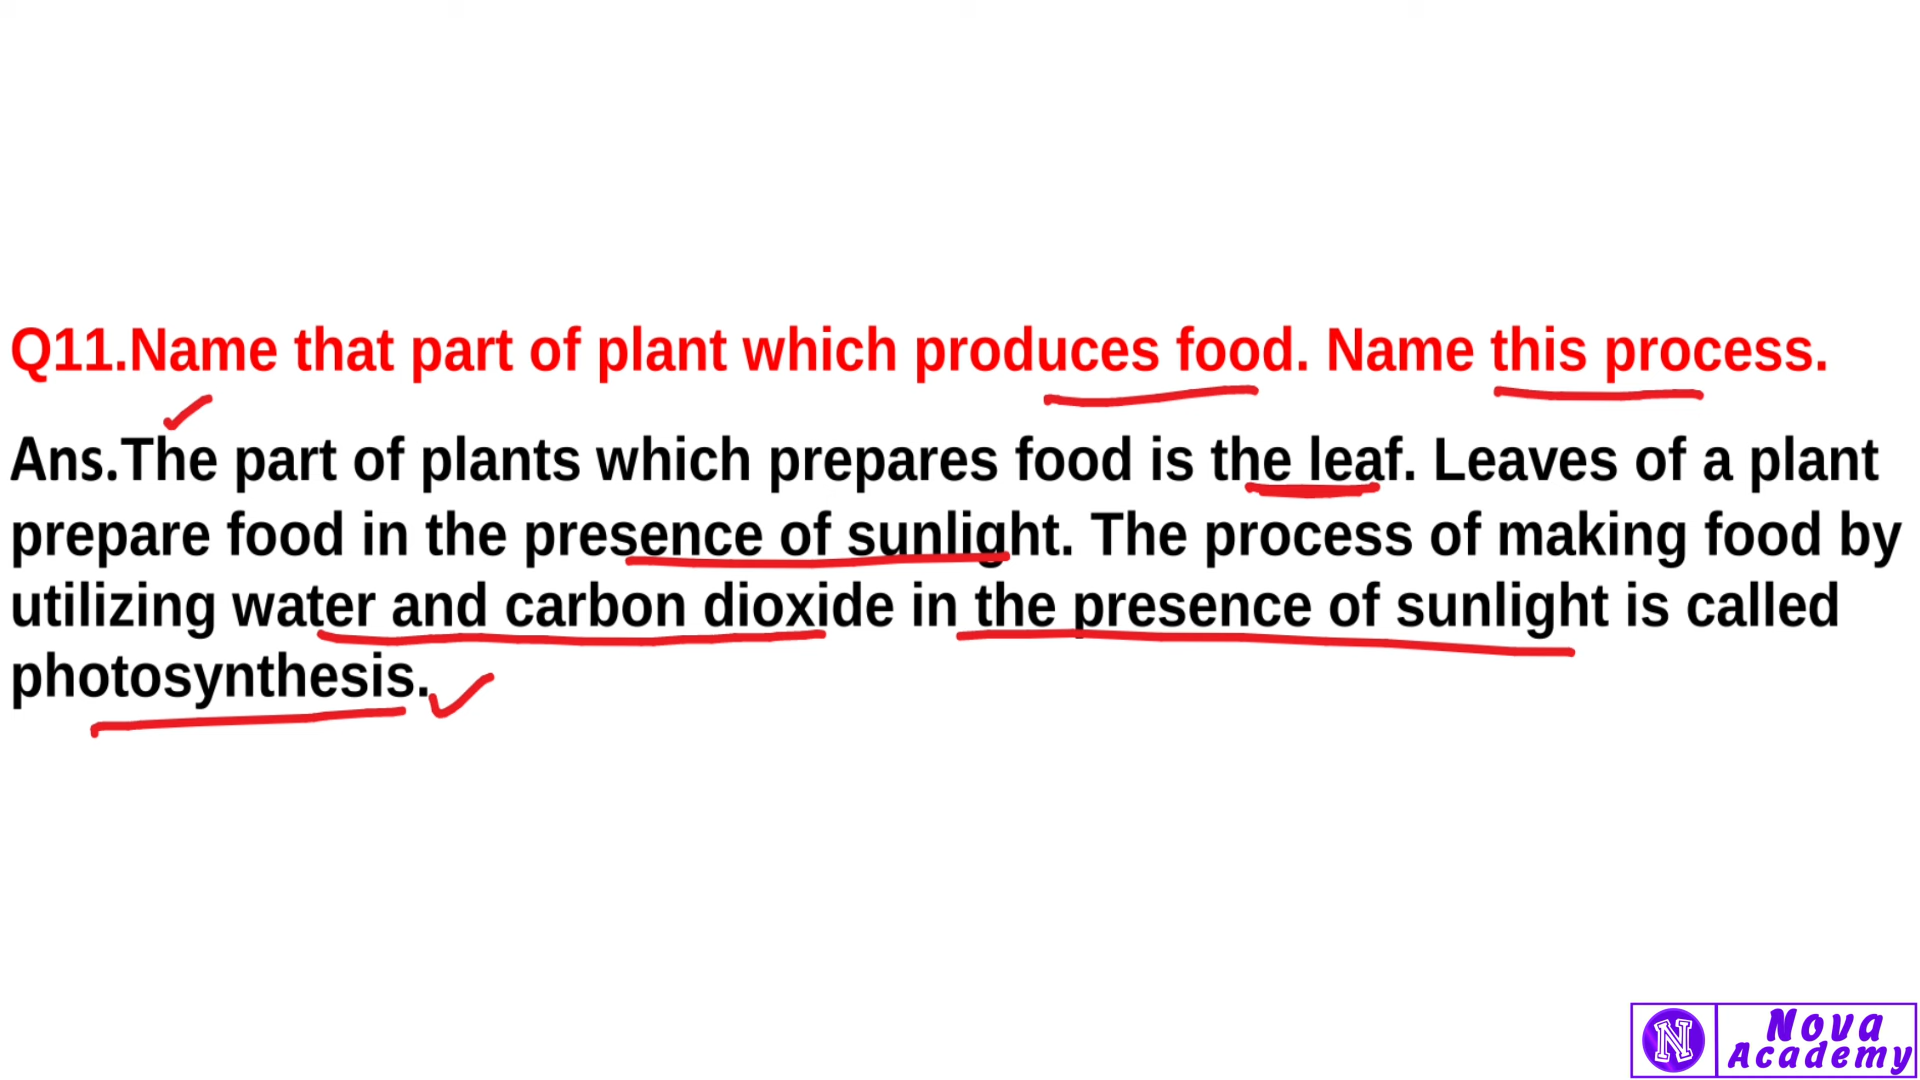 Q11.Name that part of plant which produces food. Name this process.
Ans.The part of plants which prepares food is the leaf. Leaves of a plant
prepare food in the presence of sunlight. The process of making food by
utilizing water and carbon dioxide in the presence of sunlight is called
photosynthesis.
N
Nova
Academy